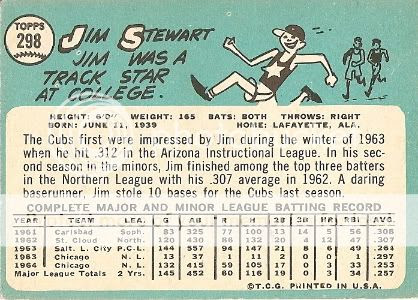 TOPPS
298
JIM STEWART
JIM WAS A
TRACK STAR
AT COLLEGE.
HEIGHT: 6'0" WEIGHT: 165 BATS: BOTH THROWS: RIGHT
BORN: JUNE 11, 1939 HOME: LAFAYETTE, ALA.
The Cubs first were impressed by Jim during the winter of 1963
when he hit .312 in the Arizona Instructional League. In his sec-
ond season in the minors, Jim finished among the top three batters
in the Northern League with his .307 average in 1962. A daring
baserunner, Jim stole 10 bases for the Cubs last season.
COMPLETE MAJOR AND MINOR LEAGUE BATTING RECORD
YEAR TEAM LEA. G AB R H 2B 3B HR RBI AVG.
1961 Carlsbad Soph. 83 325 77 100 13 14 5 56 .308
1962 St. Cloud North. 120 430 86 132 20 4 12 47 .307
1963 Salt L. City P.C.L. 144 557 94 147 21 8 6 49
1963 Chicago N. L. 13 37 1 11 2 0 0 1 .297
1964 Chicago N. L. 132 415 59 105 17 0 3 33 .253
Major League Totals 2 Yrs. 145 452 60 116 19 0 3 34 .257
©T.C.G. PRINTED IN U.S.A.